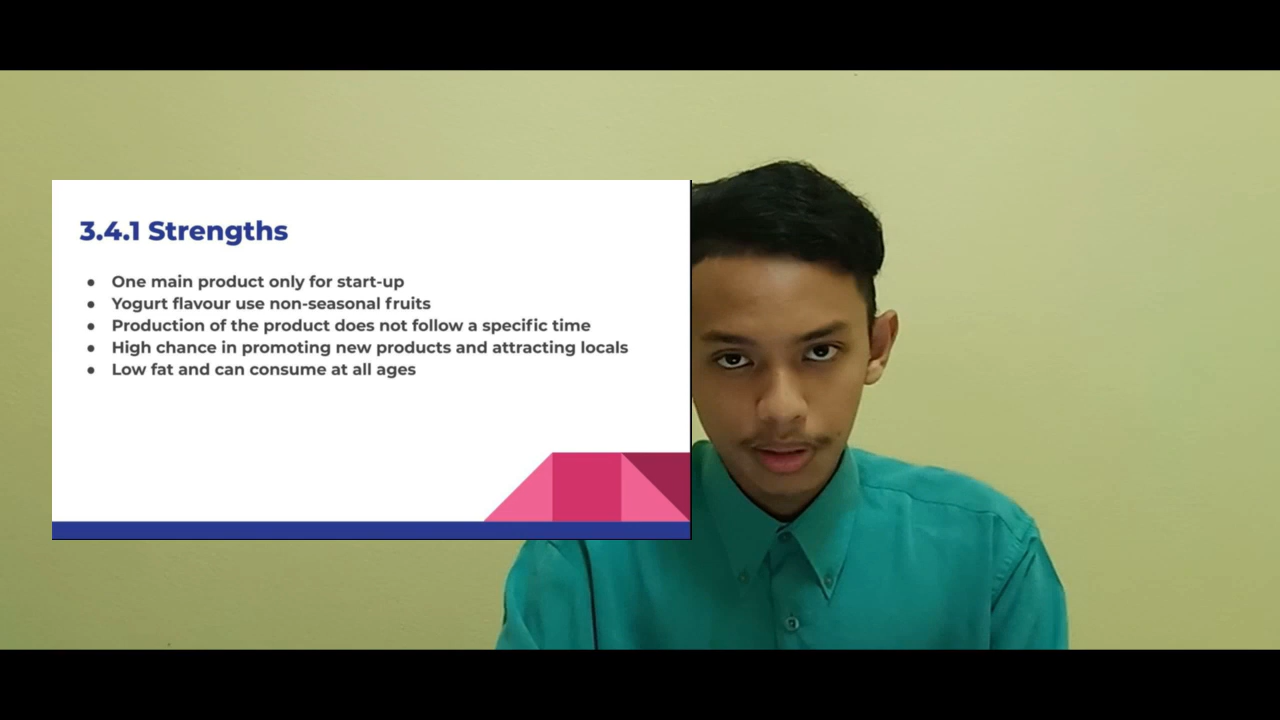 3.4.1 Strengths
● One main product only for start-up
● Yogurt flavour use non-seasonal fruits
● Production of the product does not follow a specific time
● High chance in promoting new products and attracting locals
● Low fat and can consume at all ages